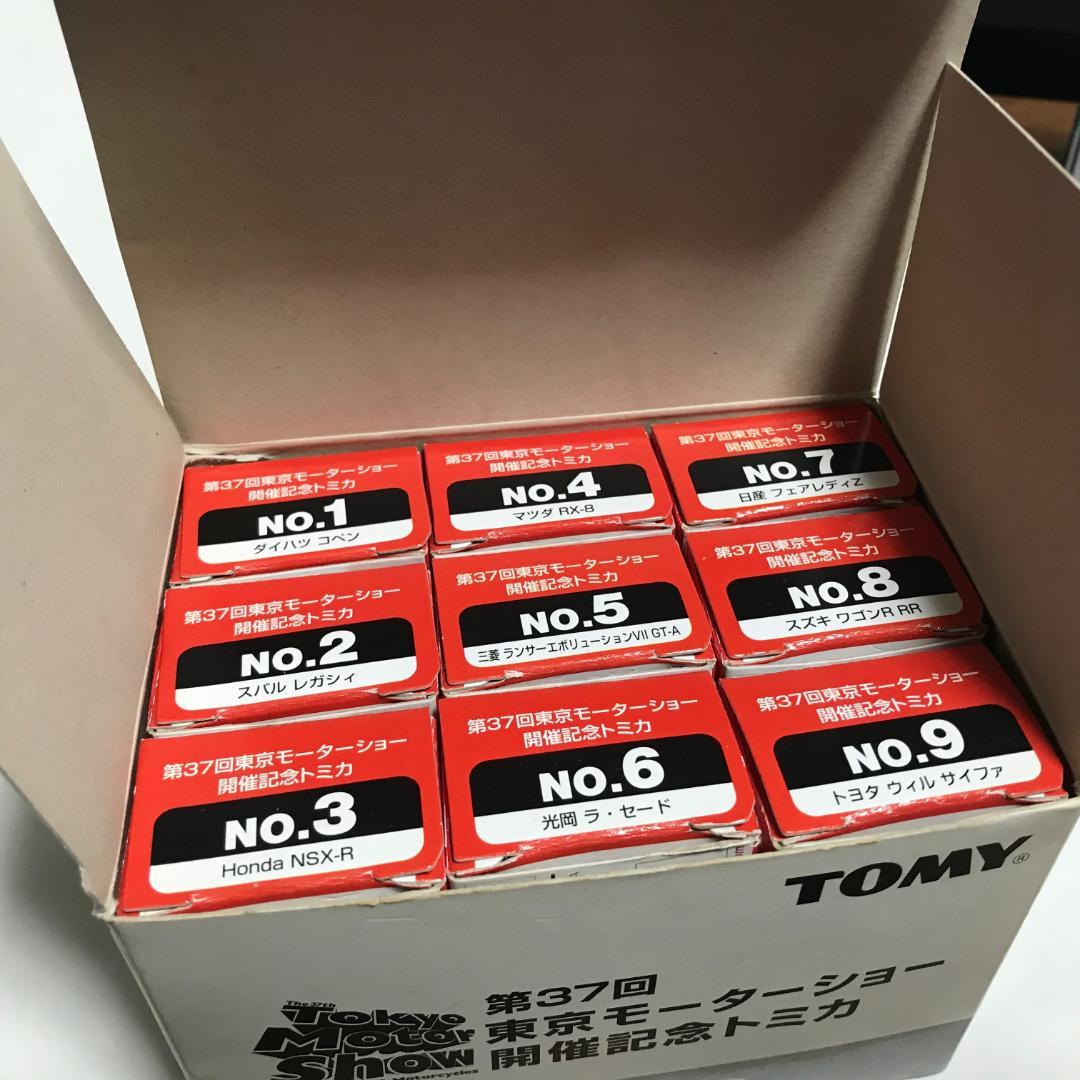 第37回東京モーターショー
開催記念トミカ
NO.1
ダイハツ コペン
第37回東京モーターショー
開催記念トミカ
NO.4
マツダ RX-8
第37回東京モーターショー
開催記念トミカ
NO.7
日産 フェアレディZ
第37回東京モーターショー
開催記念トミカ
NO.2
スバル レガシィ
第37回東京モーターショー
開催記念トミカ
NO.5
三菱 ランサーエボリューションVII GT-A
第37回東京モーターショー
開催記念トミカ
NO.8
スズキ ワゴンR RR
第37回東京モーターショー
開催記念トミカ
NO.3
Honda NSX-R
第37回東京モーターショー
開催記念トミカ
NO.6
光岡 ラ・セード
第37回東京モーターショー
開催記念トミカ
NO.9
トヨタ ウィル サイファ
TOMY®
The 37th
Tokyo
Motor
Show
Motorcycles
第37回
東京モーターショー
開催記念トミカ